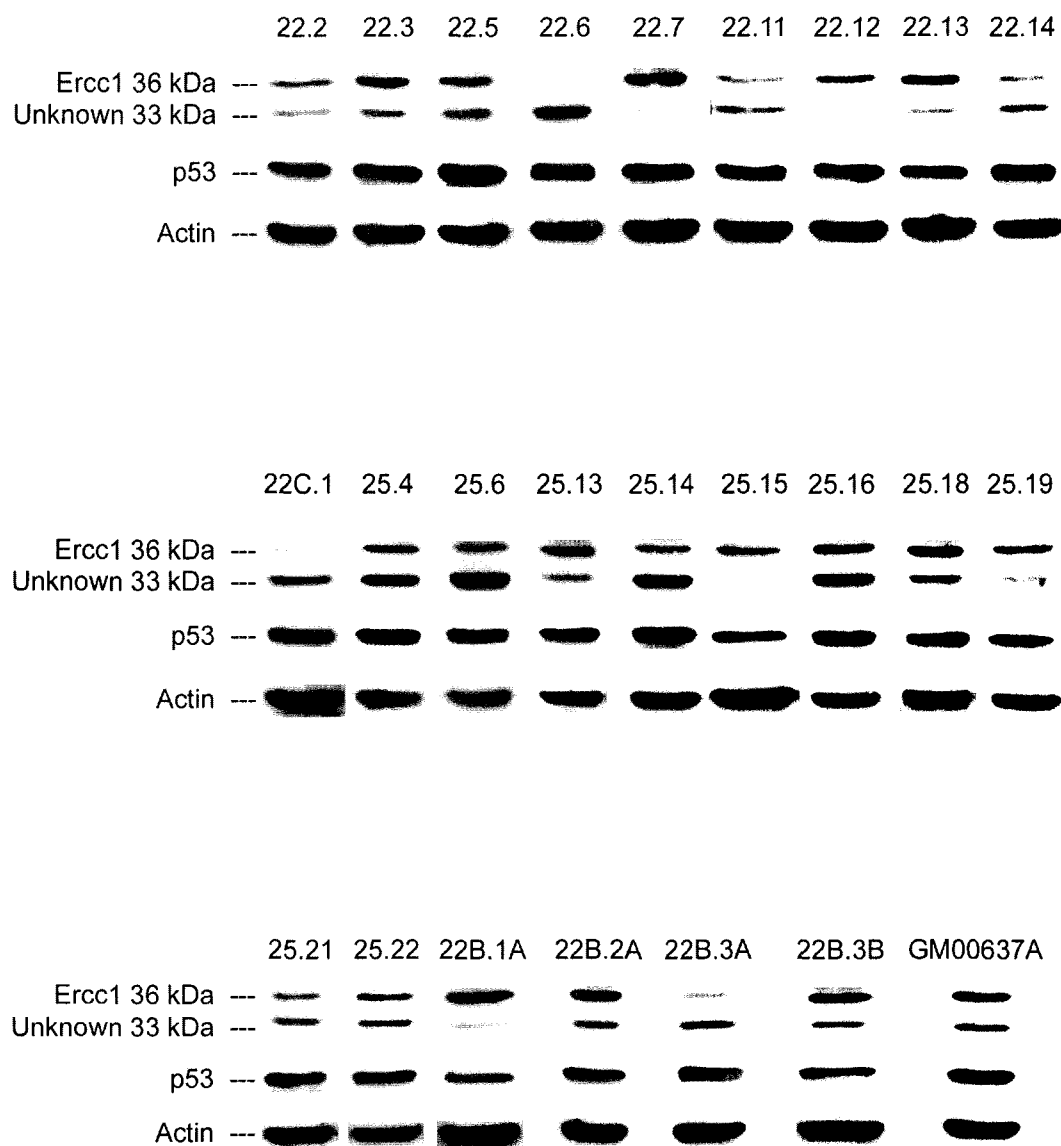 22.2 22.3 22.5 22.6 22.7 22.11 22.12 22.13 22.14
Ercc1 36 kDa ---
Unknown 33 kDa ---
p53 ---
Actin ---
22C.1 25.4 25.6 25.13 25.14 25.15 25.16 25.18 25.19
Ercc1 36 kDa ---
Unknown 33 kDa ---
p53 ---
Actin ---
25.21 25.22 22B.1A 22B.2A 22B.3A 22B.3B GM00637A
Ercc1 36 kDa ---
Unknown 33 kDa ---
p53 ---
Actin ---